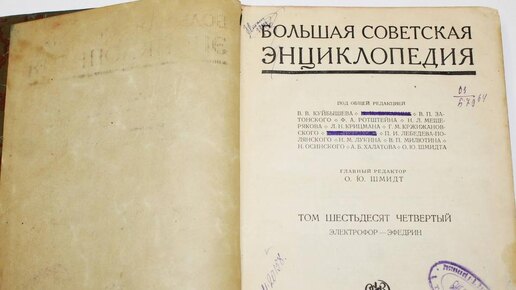 БОЛЬШАЯ СОВЕТСКАЯ
ЭНЦИКЛОПЕДИЯ
ПОД ОБЩЕЙ РЕДАКЦИЕЙ
В. В. КУЙБЫШЕВА В. П. ЗА-
ТОНСКОГО • Ф. А. РОТШТЕЙНА • Н. Л. МЕЩЕ-
РЯКОВА • Л. Н. КРИЦМАНА • Г. М. КРЖИЖАНОВ-
СКОГО П. И. ЛЕБЕДЕВА-ПО-
ЛЯНСКОГО • Н. М. ЛУКИНА • В. П. МИЛЮТИНА
Н. ОСИНСКОГО • А. Б. ХАЛАТОВА • О. Ю. ШМИДТА
ГЛАВНЫЙ РЕДАКТОР
О. Ю. ШМИДТ
ТОМ ШЕСТЬДЕСЯТ ЧЕТВЕРТЫЙ
ЭЛЕКТРОФОР — ЭФЕДРИН